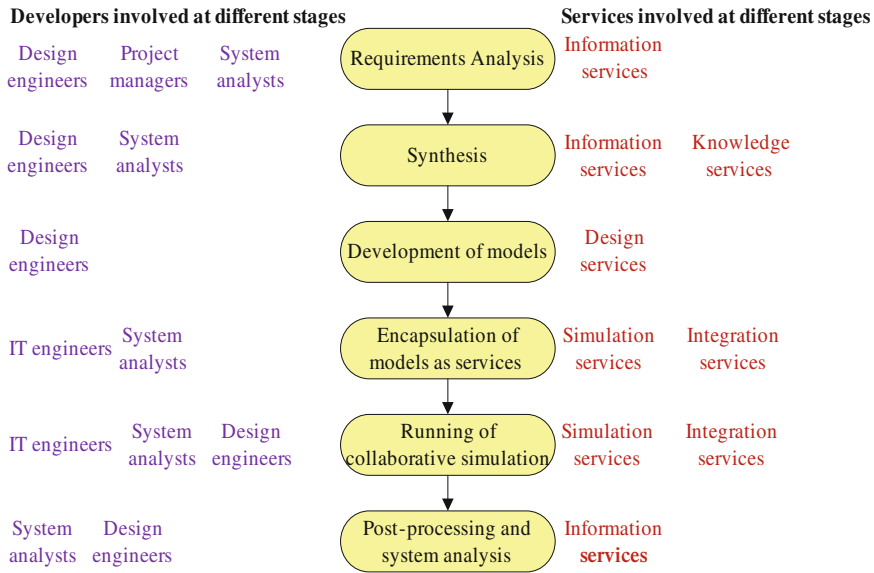 Developers involved at different stages
Services involved at different stages
Design engineers
Project managers
System analysts
Requirements Analysis
Information services
Design engineers
System analysts
Synthesis
Information services
Knowledge services
Design engineers
Development of models
Design services
IT engineers
System analysts
Encapsulation of
models as services
Simulation services
Integration services
IT engineers
System analysts
Design engineers
Running of
collaborative simulation
Simulation services
Integration services
System analysts
Design engineers
Post-processing and
system analysis
Information services